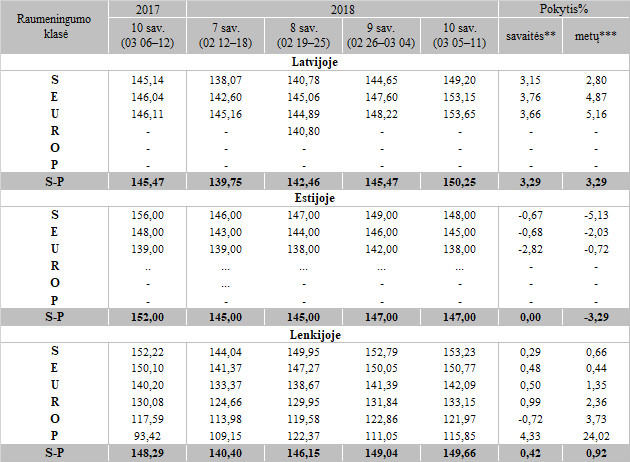 Raumeningumo klasė 2017 2018 Pokytis%
10 sav. (03 06–12) 7 sav. (02 12–18) 8 sav. (02 19–25) 9 sav. (02 26–03 04) 10 sav. (03 05–11) savaitės** metų***
Latvijoje
S 145,14 138,07 140,78 144,65 149,20 3,15 2,80
E 146,04 142,60 145,06 147,60 153,15 3,76 4,87
U 146,11 145,16 144,89 148,22 153,65 3,66 5,16
R - - 140,80 - - - -
O - - - - - - -
P - - - - - - -
S-P 145,47 139,75 142,46 145,47 150,25 3,29 3,29
Estijoje
S 156,00 146,00 147,00 149,00 148,00 -0,67 -5,13
E 148,00 143,00 144,00 146,00 145,00 -0,68 -2,03
U 139,00 139,00 138,00 142,00 138,00 -2,82 -0,72
R .. ... ... ... ... - -
O - ... - - - - -
P - - - - - - -
S-P 152,00 145,00 145,00 147,00 147,00 0,00 -3,29
Lenkijoje
S 152,22 144,04 149,95 152,79 153,23 0,29 0,66
E 150,10 141,37 147,27 150,05 150,77 0,48 0,44
U 140,20 133,37 138,67 141,39 142,09 0,50 1,35
R 130,08 124,66 129,95 131,84 133,15 0,99 2,36
O 117,59 113,98 119,58 122,86 121,97 -0,72 3,73
P 93,42 109,15 122,37 111,05 115,85 4,33 24,02
S-P 148,29 140,40 146,15 149,04 149,66 0,42 0,92